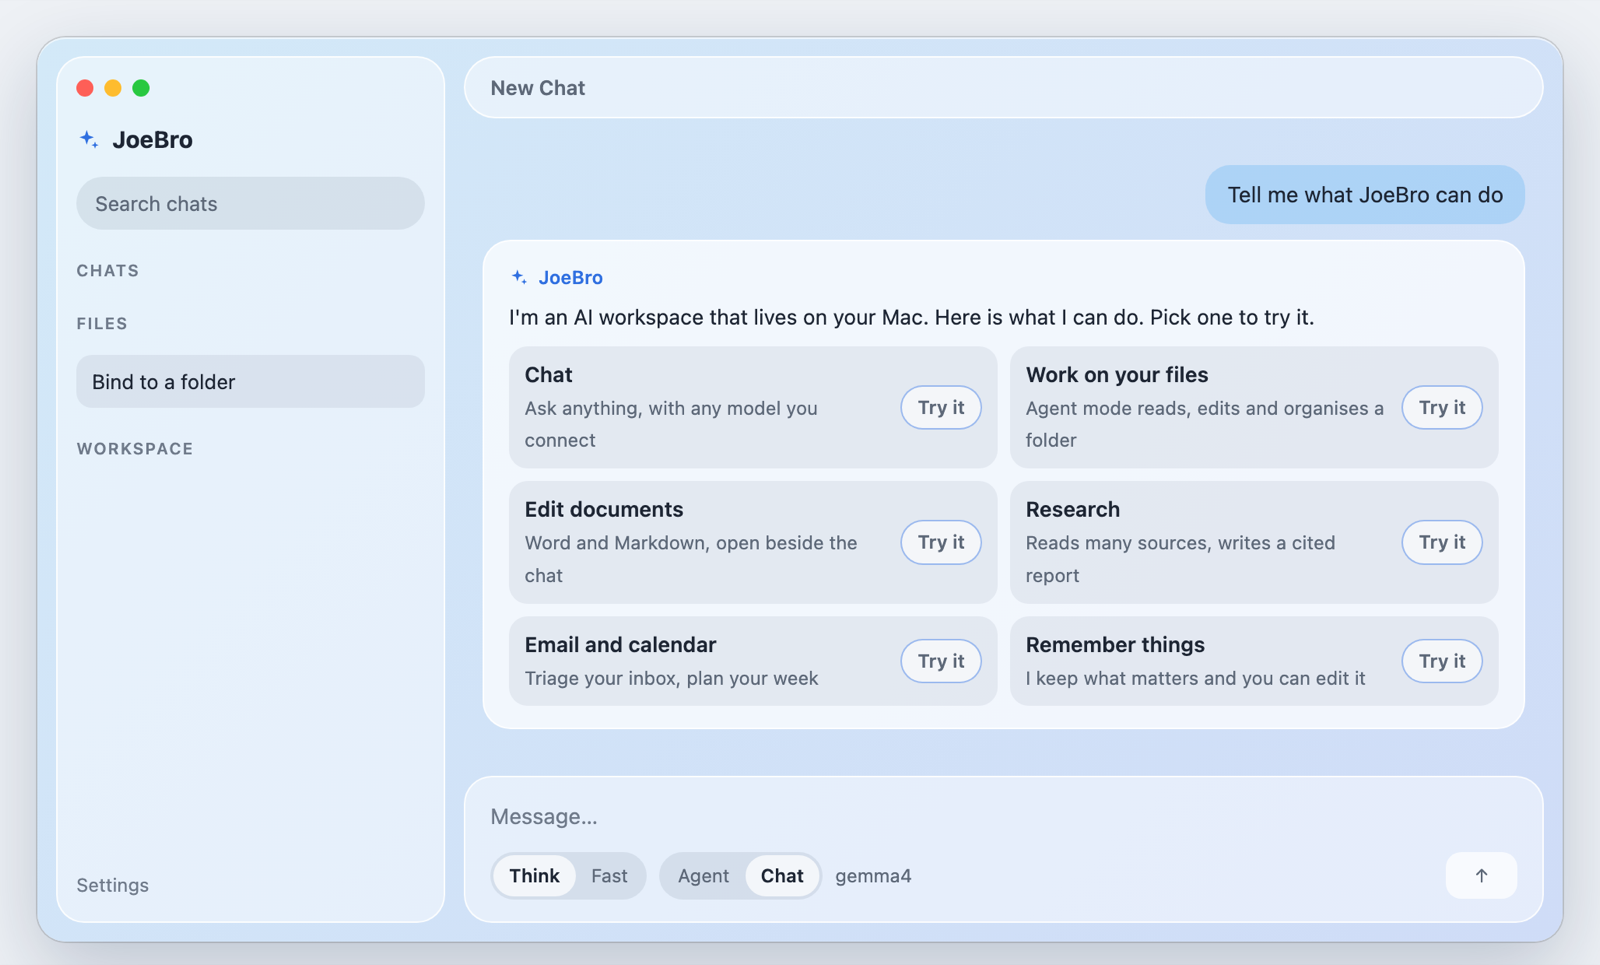 JoeBro
Search chats
CHATS
FILES
Bind to a folder
WORKSPACE
Settings
New Chat
Tell me what JoeBro can do
JoeBro
I'm an AI workspace that lives on your Mac. Here is what I can do. Pick one to try it.
Chat
Ask anything, with any model you
connect
Try it
Work on your files
Agent mode reads, edits and organises a
folder
Try it
Edit documents
Word and Markdown, open beside the
chat
Try it
Research
Reads many sources, writes a cited
report
Try it
Email and calendar
Triage your inbox, plan your week
Try it
Remember things
I keep what matters and you can edit it
Try it
Message...
Think Fast Agent Chat gemma4